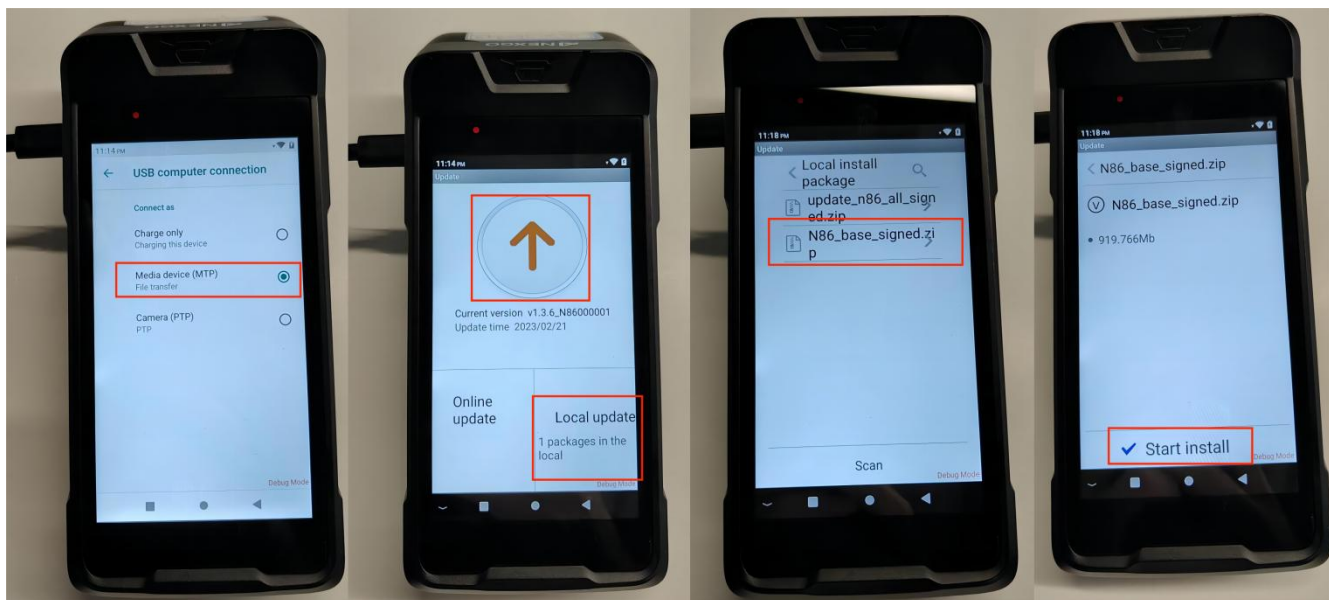 NEXGO
11:14 PM
USB computer connection
Connect as
Charge only
Charging this device
Media device (MTP)
File transfer
Camera (PTP)
PTP
Debug Mode
NEXGO
11:14 PM
Update
Current version v1.3.6_N86000001
Update time 2023/02/21
Online
update
Local update
1 packages in the
local
Debug Mode
11:18 PM
Update
Local install
package
update_n86_all_sign
ed.zip
N86_base_signed.zi
p
Scan
Debug Mode
11:18 PM
Update
N86_base_signed.zip
V N86_base_signed.zip
• 919.766Mb
Start install
Debug Mode